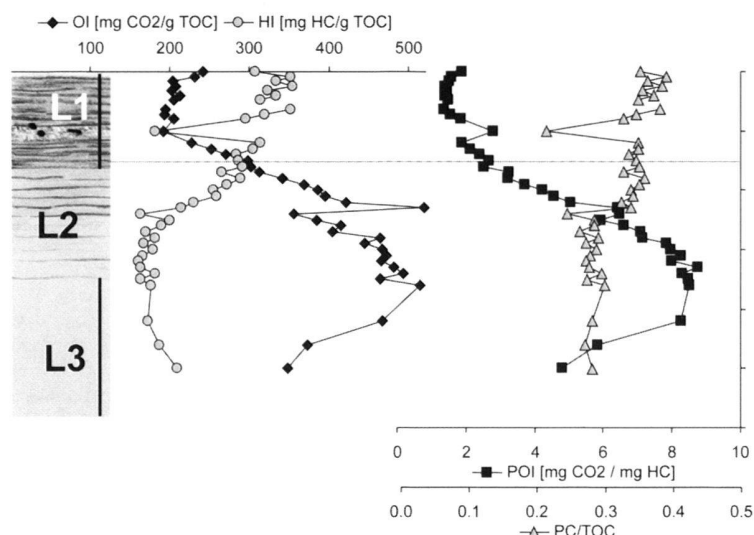 OI [mg CO2/g TOC] HI [mg HC/g TOC]
100 200 300 400 500
L1
L2
L3
0 2 4 6 8 10
POI [mg CO2 / mg HC]
0.0 0.1 0.2 0.3 0.4 0.5
PC/TOC